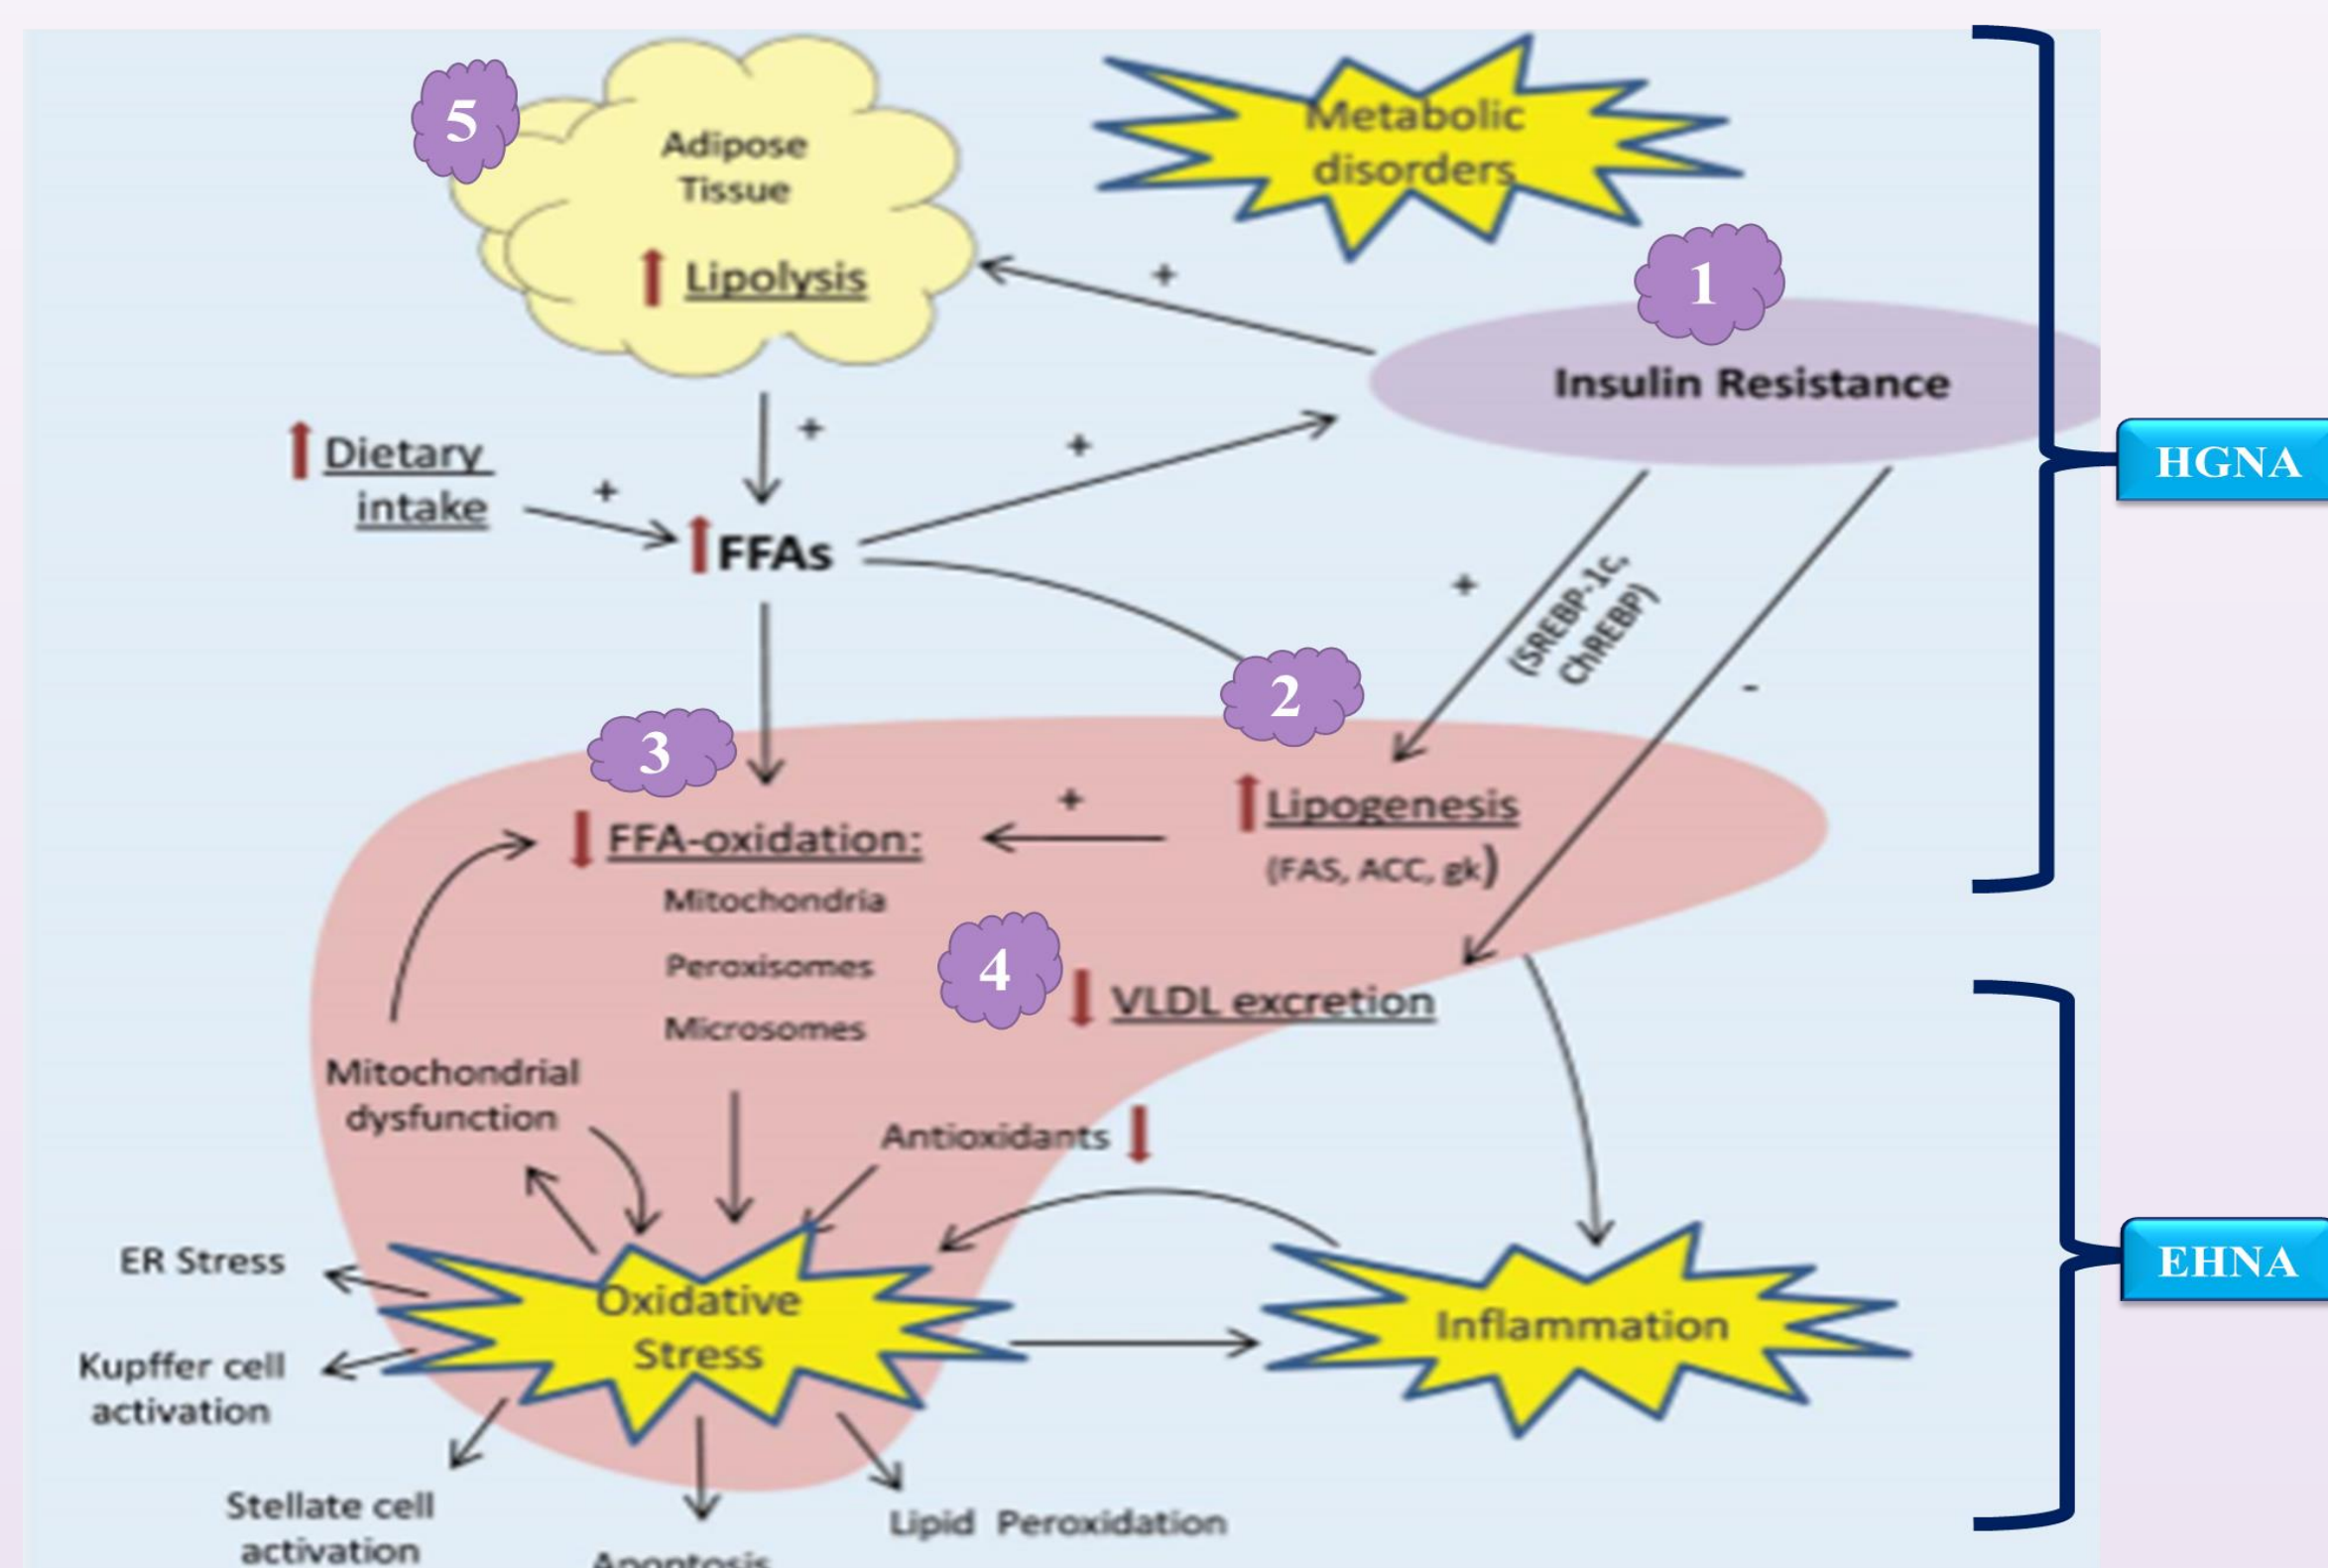 5
Adipose
Tissue
Lipolysis
Metabolic
disorders
1
Insulin Resistance
+
+
+
Dietary
intake
+
FFAs
HGNA
+
(SREBP-1c,
ChREBP)
-
2
3
+
Lipogenesis
(FAS, ACC, gk)
FFA-oxidation:
Mitochondria
Peroxisomes
Microsomes
4
VLDL excretion
Mitochondrial
dysfunction
Antioxidants
ER Stress
Oxidative
Stress
Inflammation
EHNA
Kupffer cell
activation
Stellate cell
activation
Lipid Peroxidation
Apoptosis